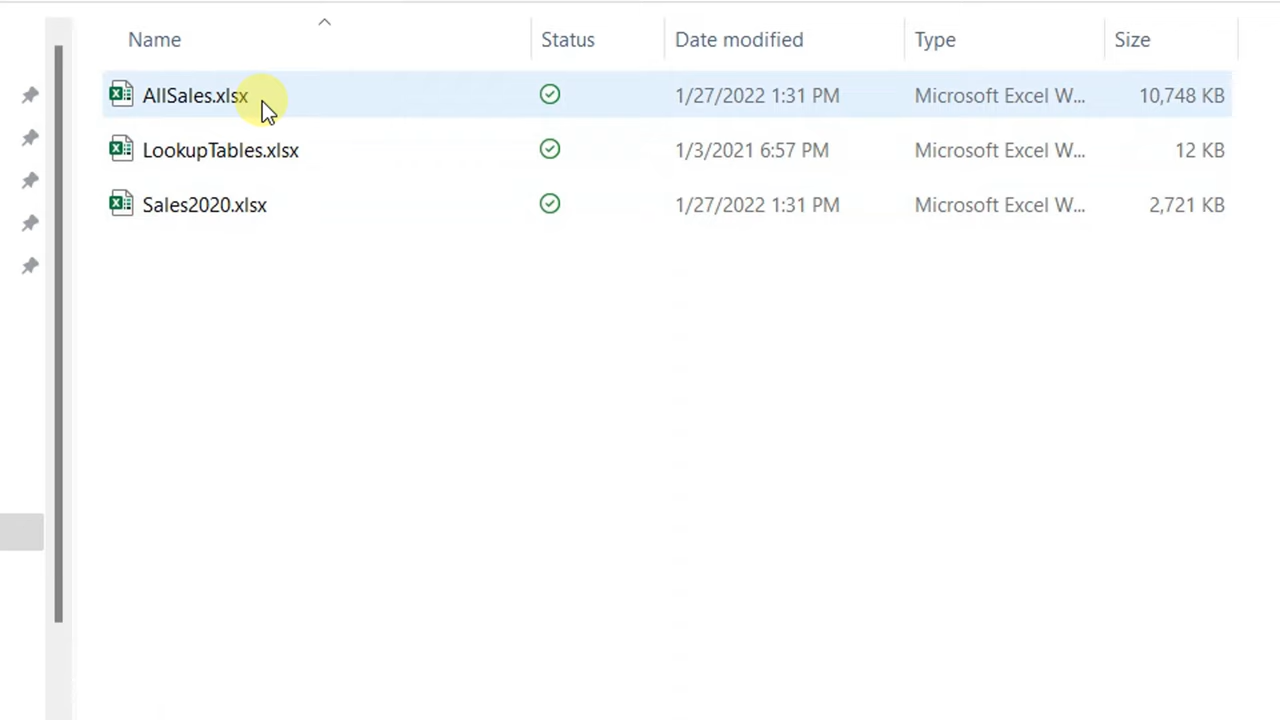 Name Status Date modified Type Size
AllSales.xlsx 1/27/2022 1:31 PM Microsoft Excel W... 10,748 KB
LookupTables.xlsx 1/3/2021 6:57 PM Microsoft Excel W... 12 KB
Sales2020.xlsx 1/27/2022 1:31 PM Microsoft Excel W... 2,721 KB